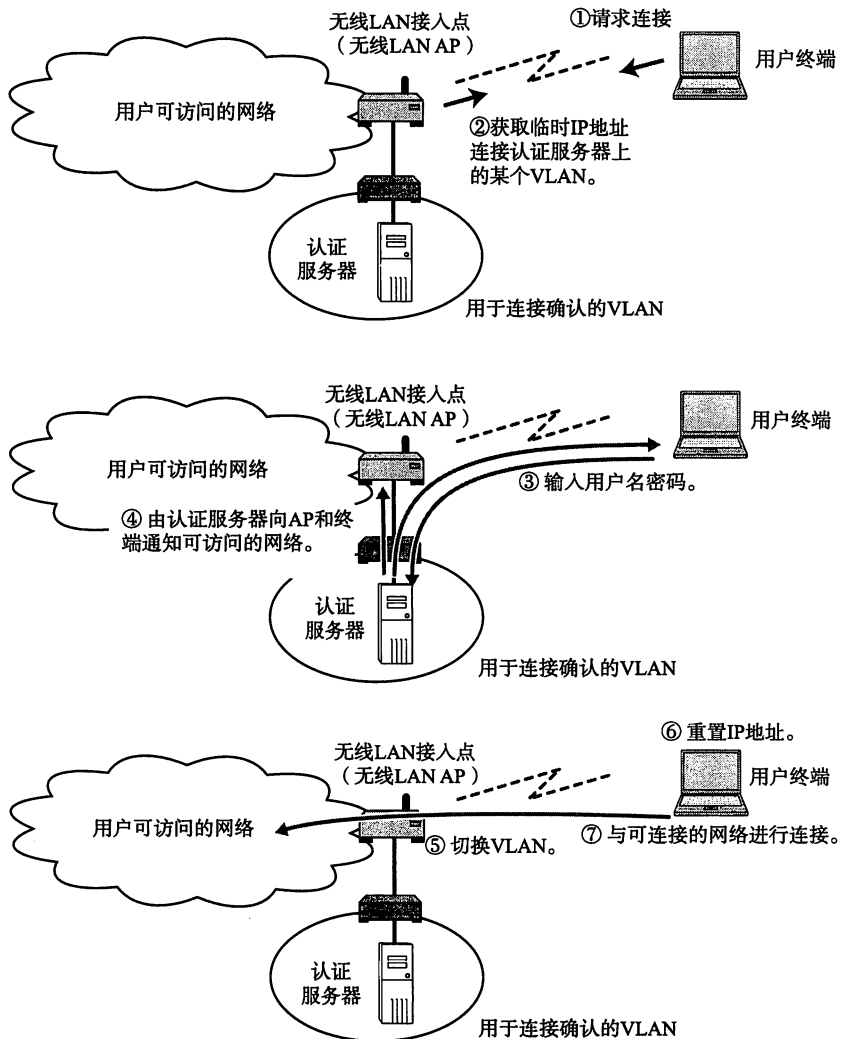 无线LAN接入点
（无线LAN AP）
①请求连接
用户终端
用户可访问的网络
②获取临时IP地址
连接认证服务器上
的某个VLAN。
认证
服务器
用于连接确认的VLAN
无线LAN接入点
（无线LAN AP）
用户终端
用户可访问的网络
③ 输入用户名密码。
④ 由认证服务器向AP和终
端通知可访问的网络。
认证
服务器
用于连接确认的VLAN
⑥ 重置IP地址。
无线LAN接入点
（无线LAN AP）
用户终端
用户可访问的网络
⑤ 切换VLAN。
⑦ 与可连接的网络进行连接。
认证
服务器
用于连接确认的VLAN